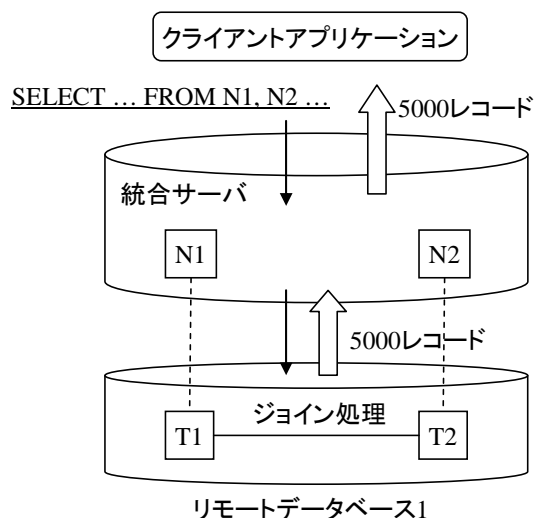 クライアントアプリケーション
SELECT … FROM N1, N2 …
5000レコード
統合サーバ
N1
N2
5000レコード
ジョイン処理
T1
T2
リモートデータベース1